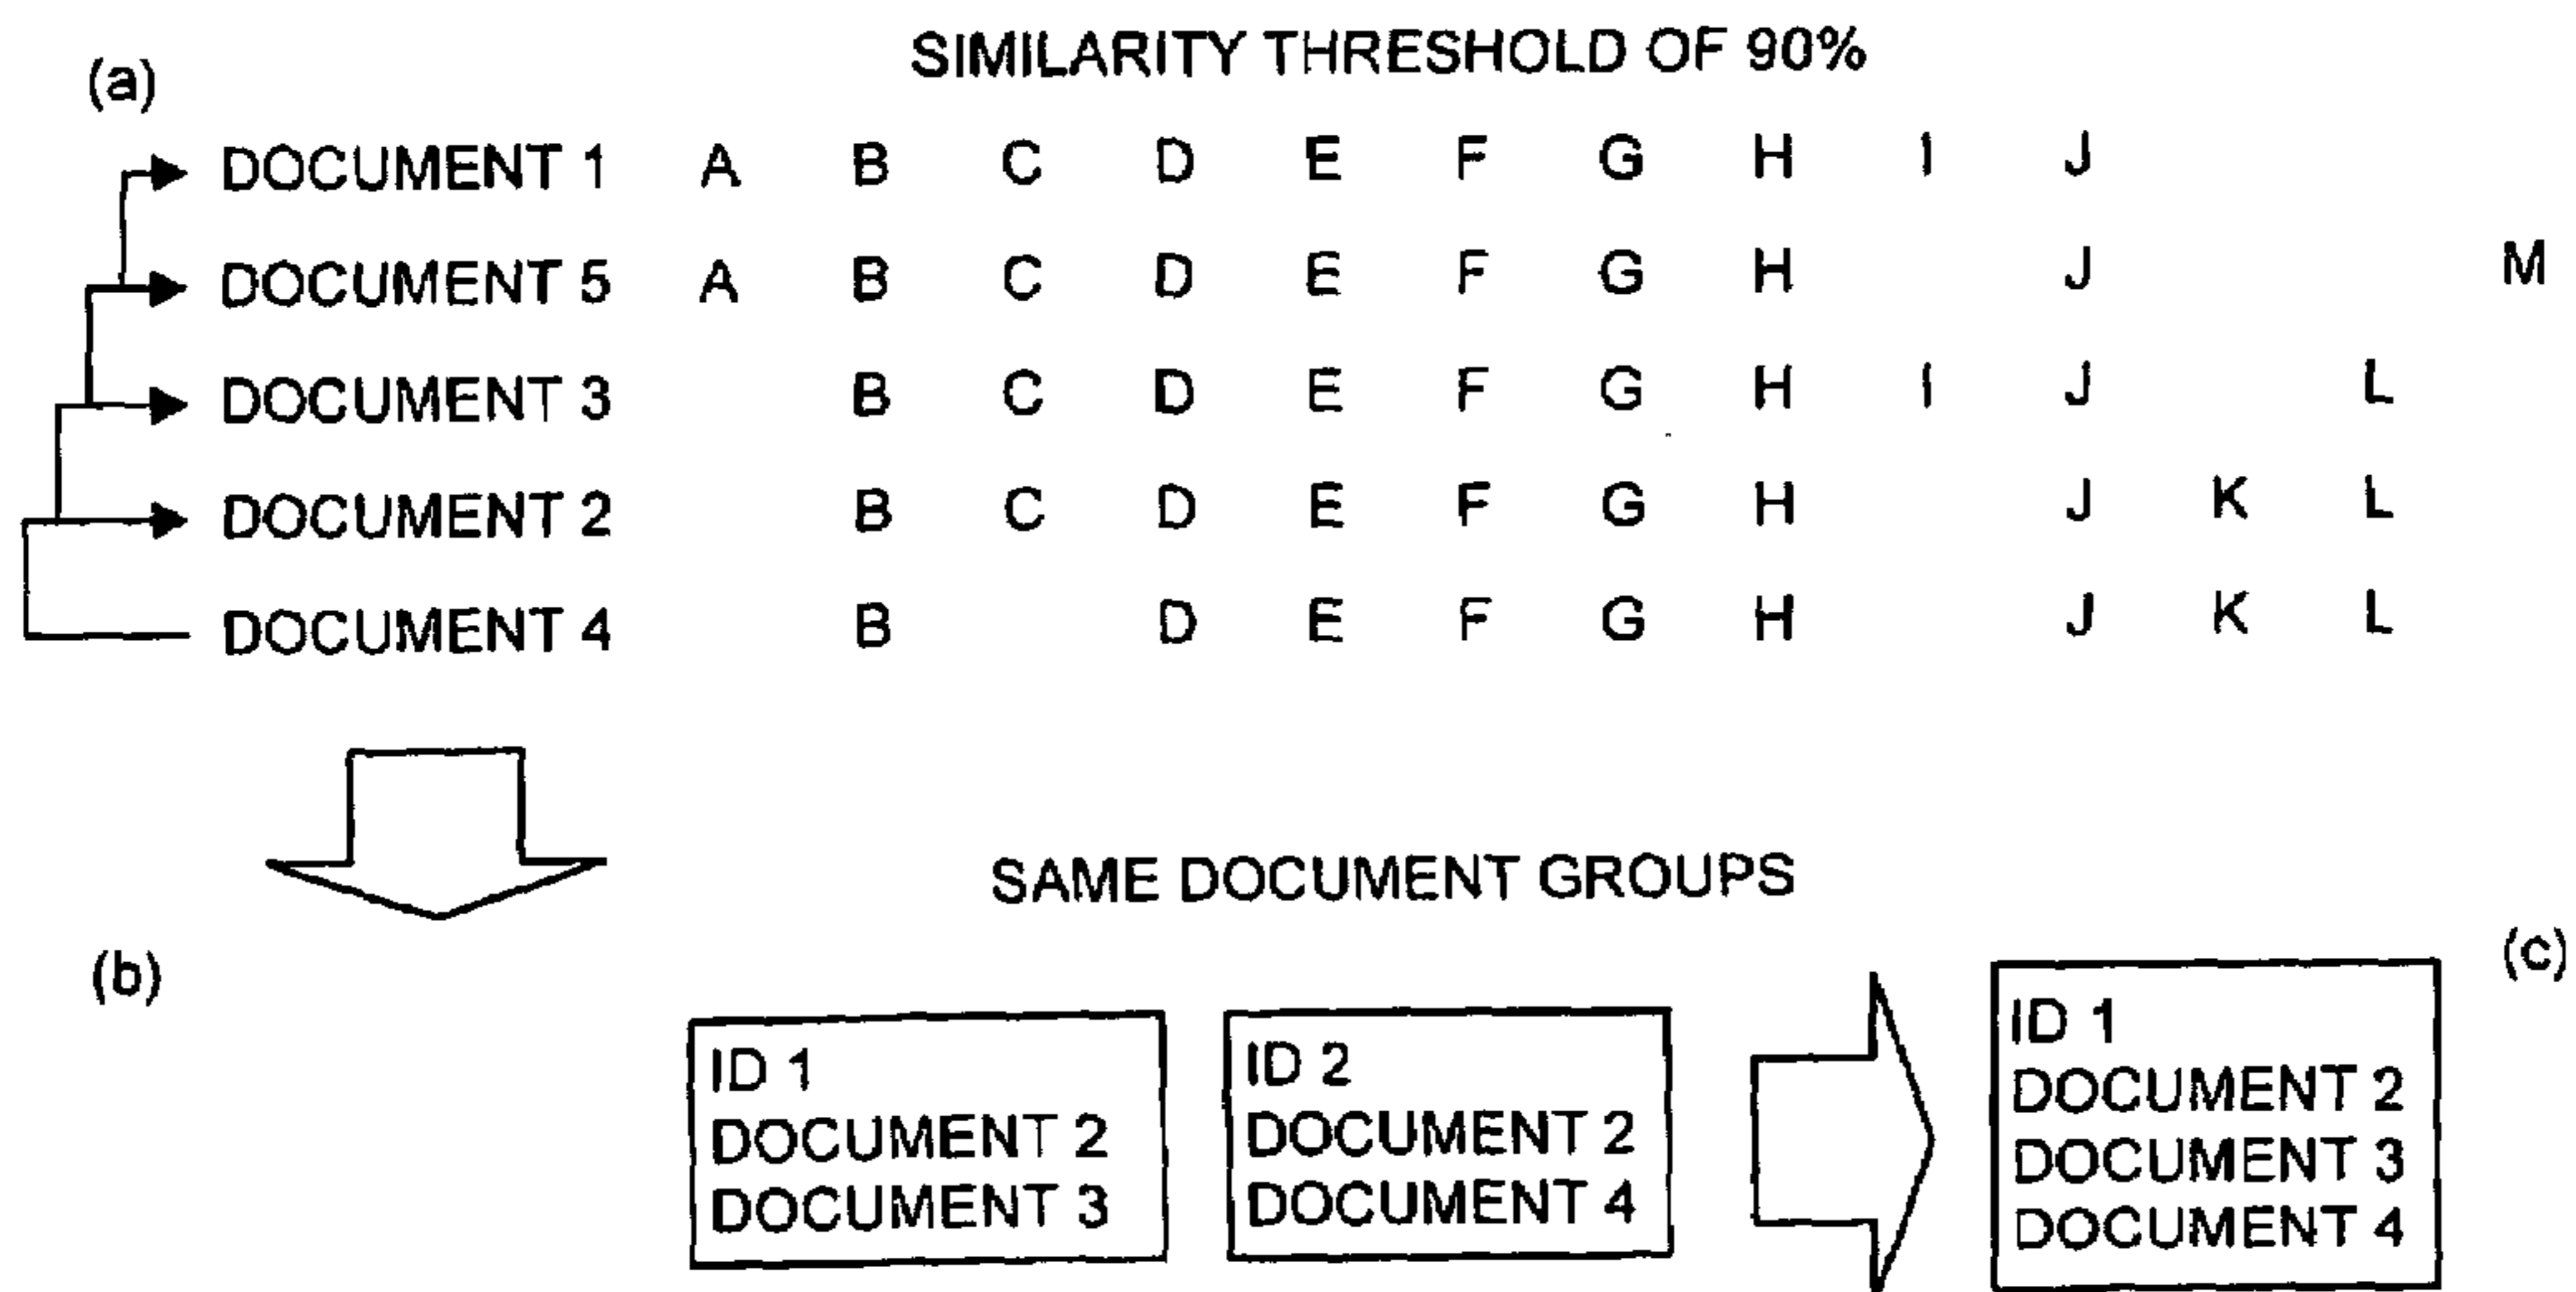 SIMILARITY THRESHOLD OF 90%
(a)
DOCUMENT 1 A B C D E F G H I J
DOCUMENT 5 A B C D E F G H J M
DOCUMENT 3 B C D E F G H I J L
DOCUMENT 2 B C D E F G H J K L
DOCUMENT 4 B D E F G H J K L
SAME DOCUMENT GROUPS
(b)
ID 1
DOCUMENT 2
DOCUMENT 3
ID 2
DOCUMENT 2
DOCUMENT 4
(c)
ID 1
DOCUMENT 2
DOCUMENT 3
DOCUMENT 4